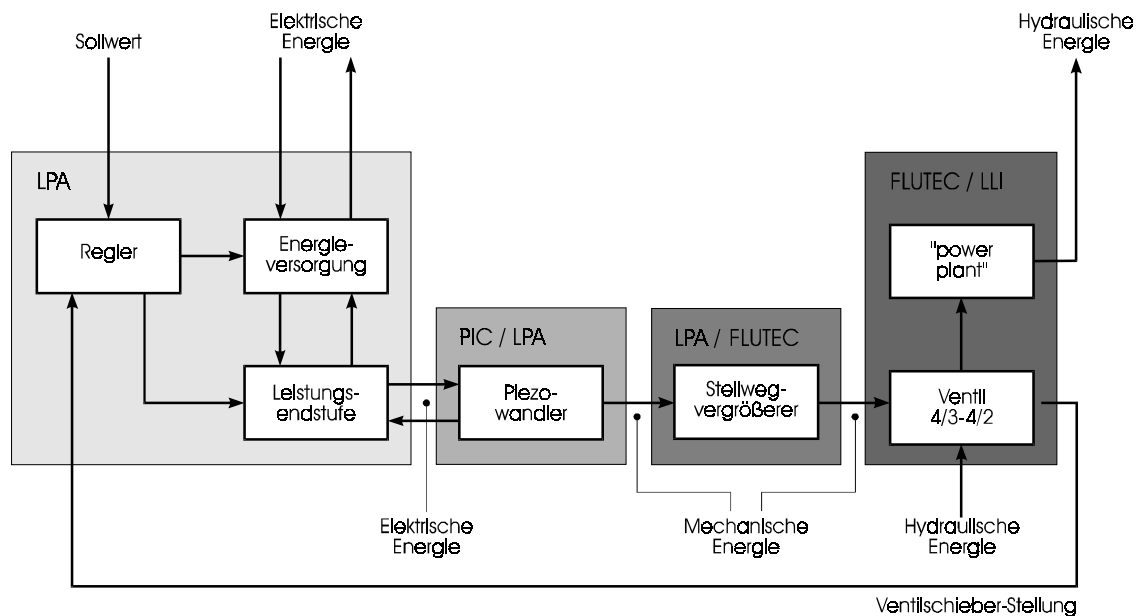 Sollwert
Elektrische
Energie
Hydraulische
Energie
LPA
FLUTEC / LLI
Regler
Energie-
versorgung
"power
plant"
PIC / LPA
LPA / FLUTEC
Leistungs-
endstufe
Piezo-
wandler
Stellweg-
vergrößerer
Ventil
4/3-4/2
Elektrische
Energie
Mechanische
Energie
Hydraulische
Energie
Ventilschieber-Stellung